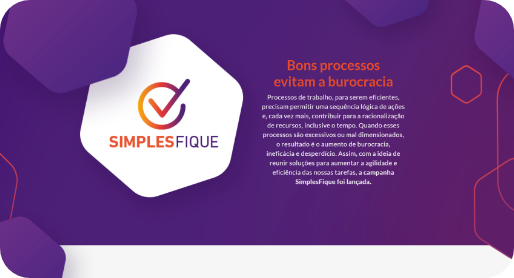 SIMPLESFIQUE
Bons processos
evitam a burocracia
Processos de trabalho, para serem eficientes,
precisam permitir uma sequência lógica de ações
e, cada vez mais, contribuir para a racionalização
de recursos, inclusive o tempo. Quando esses
processos são excessivos ou mal dimensionados,
o resultado é o aumento de burocracia,
ineficácia e desperdício. Assim, com a ideia de
reunir soluções para aumentar a agilidade e
eficiência das nossas tarefas, a campanha
SimplesFique foi lançada.